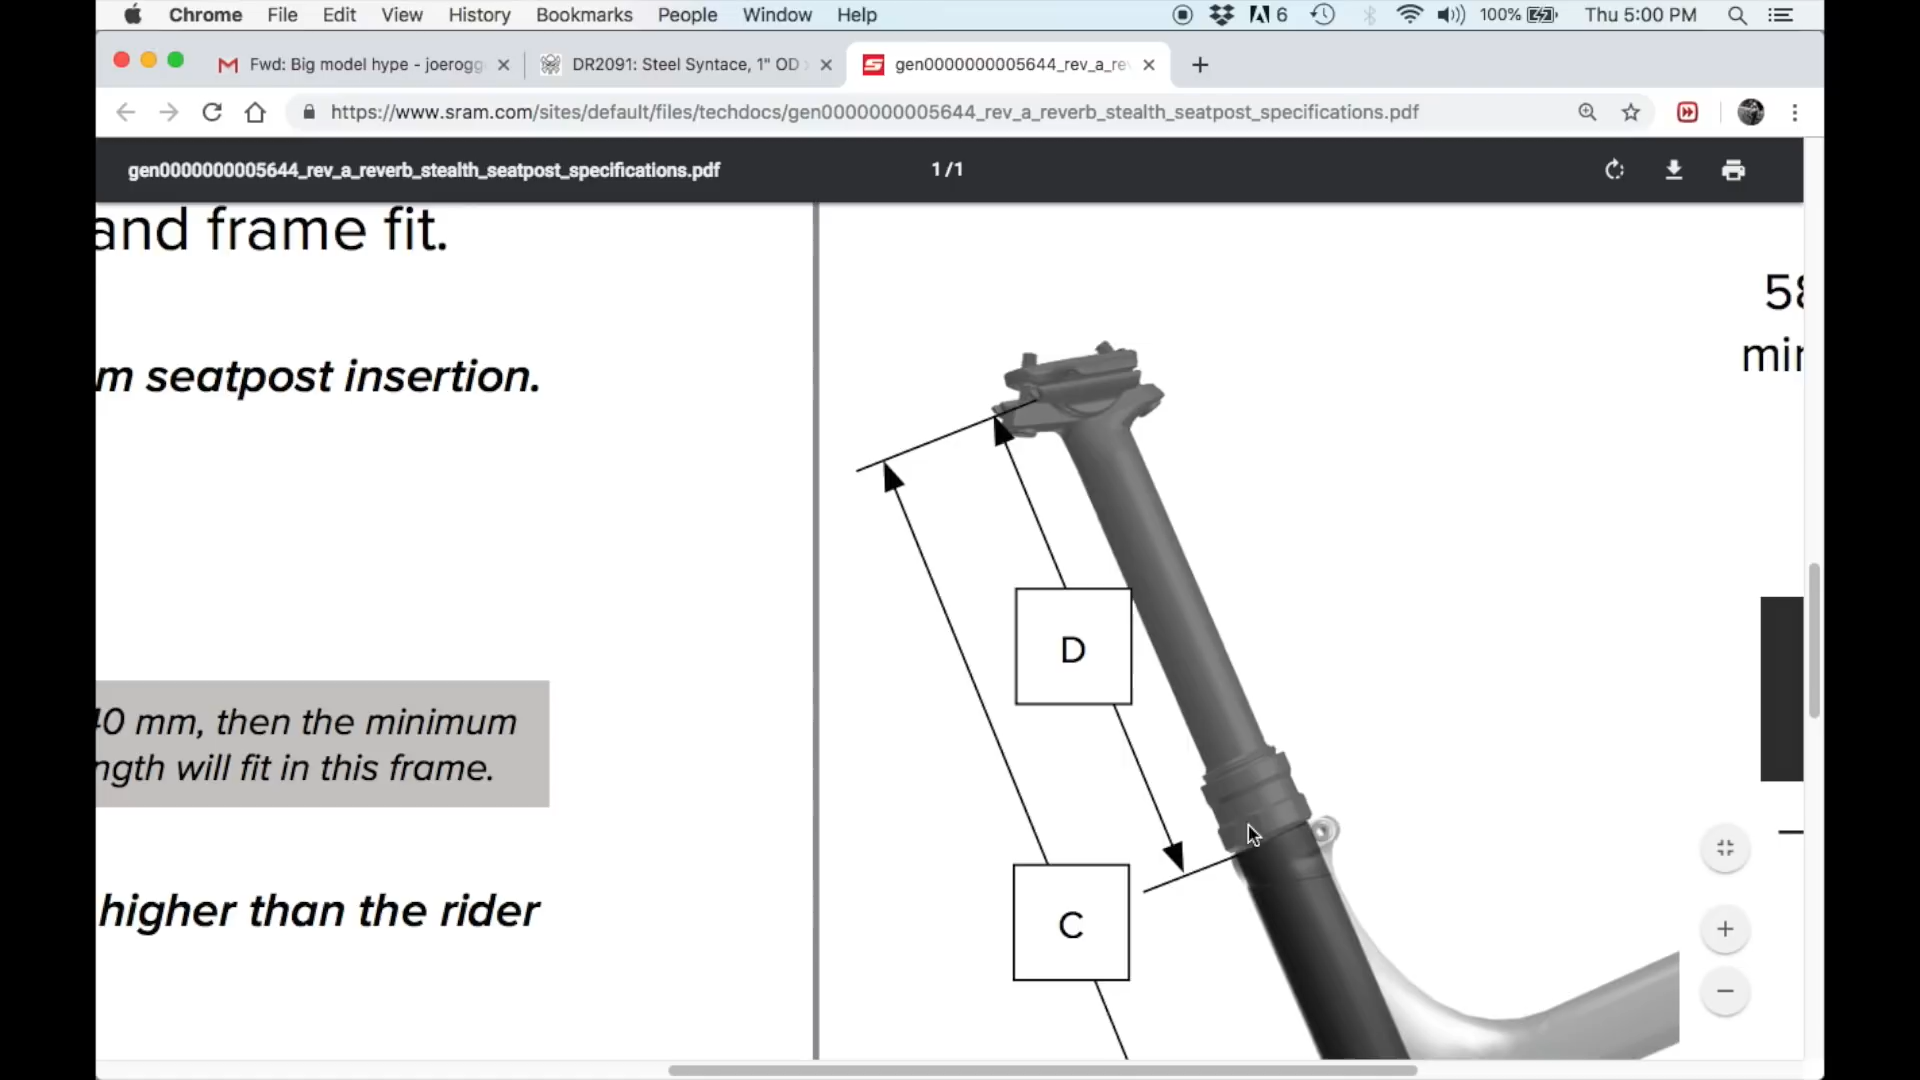 Chrome File Edit View History Bookmarks People Window Help 6 100% Thu 5:00 PM
Fwd: Big model hype - joerogg
DR2091: Steel Syntace, 1" OD
gen0000000005644_rev_a_re
https://www.sram.com/sites/default/files/techdocs/gen0000000005644_rev_a_reverb_stealth_seatpost_specifications.pdf
gen0000000005644_rev_a_reverb_stealth_seatpost_specifications.pdf 1 / 1
and frame fit.
m seatpost insertion.
40 mm, then the minimum
ngth will fit in this frame.
higher than the rider
D
C
58
min